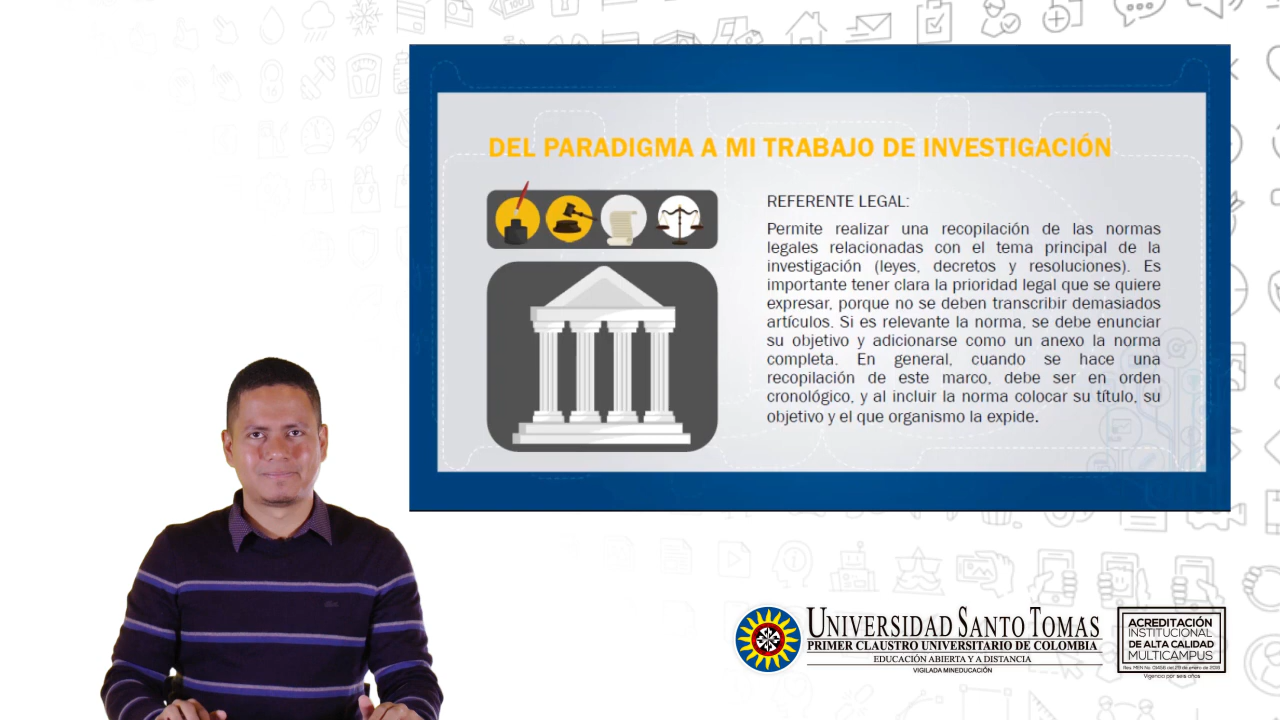 DEL PARADIGMA A MI TRABAJO DE INVESTIGACIÓN
REFERENTE LEGAL:
Permite realizar una recopilación de las normas
legales relacionadas con el tema principal de la
investigación (leyes, decretos y resoluciones). Es
importante tener clara la prioridad legal que se quiere
expresar, porque no se deben transcribir demasiados
artículos. Si es relevante la norma, se debe enunciar
su objetivo y adicionarse como un anexo la norma
completa. En general, cuando se hace una
recopilación de este marco, debe ser en orden
cronológico, y al incluir la norma colocar su título, su
objetivo y el que organismo la expide.
UNIVERSIDAD SANTO TOMAS
PRIMER CLAUSTRO UNIVERSITARIO DE COLOMBIA
EDUCACIÓN ABIERTA Y A DISTANCIA
VIGILADA MINEDUCACIÓN
ACREDITACIÓN
INSTITUCIONAL
DE ALTA CALIDAD
MULTICAMPUS
Vigencia por seis años